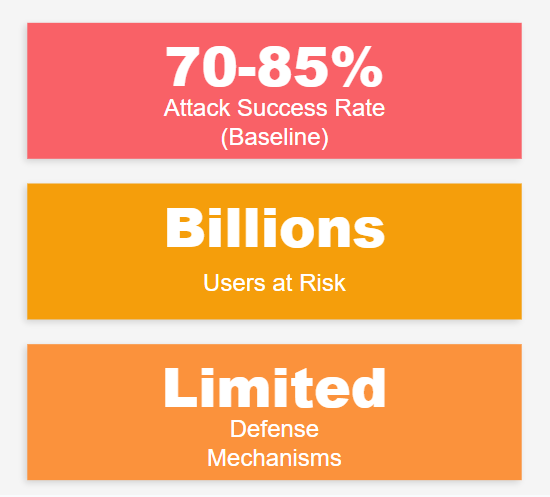 70-85%
Attack Success Rate
(Baseline)
Billions
Users at Risk
Limited
Defense
Mechanisms